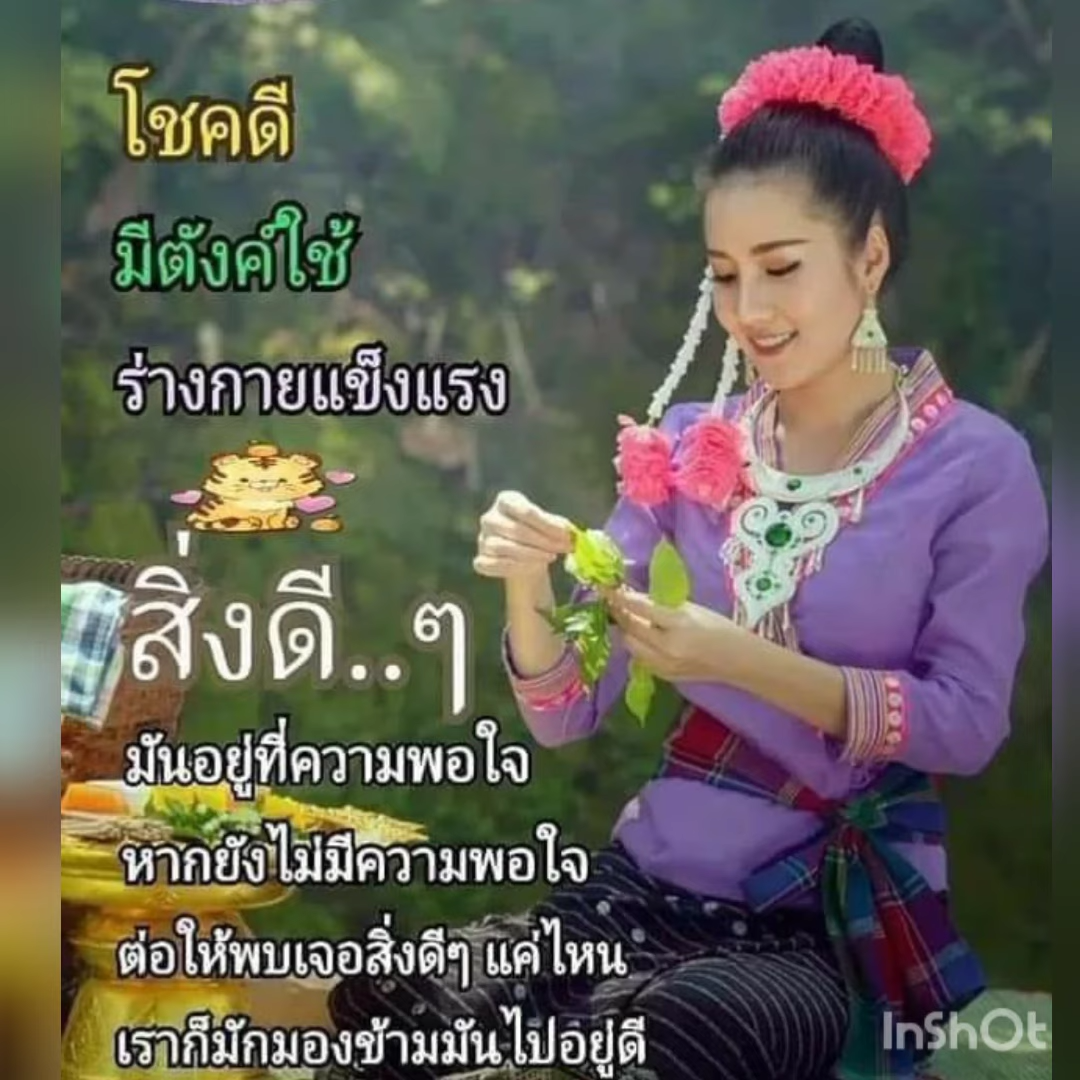 โชคดี
มีตังค์ใช้
ร่างกายแข็งแรง
สิ่งดี..ๆ
มันอยู่ที่ความพอใจ
หากยังไม่มีความพอใจ
ต่อให้พบเจอสิ่งดีๆ แค่ไหน
เราก็มักมองข้ามมันไปอยู่ดี
InShOt